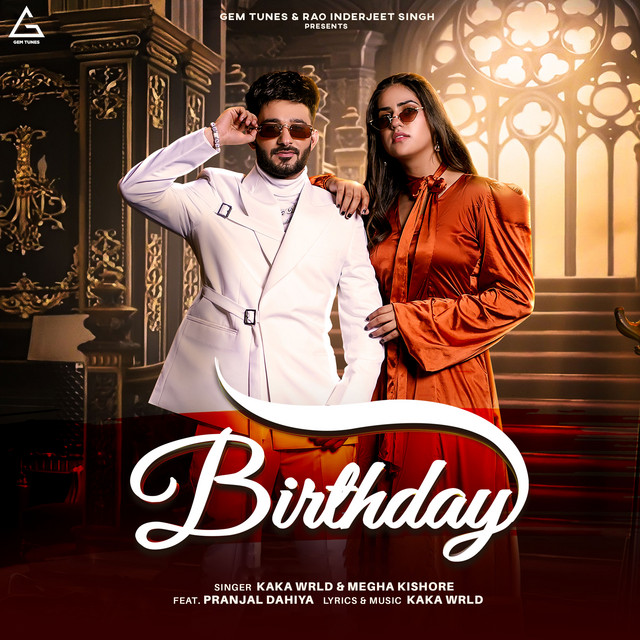 GEM TUNES & RAO INDERJEET SINGH
PRESENTS
GEM TUNES
Birthday
SINGER KAKA WRLD & MEGHA KISHORE
FEAT. PRANJAL DAHIYA LYRICS & MUSIC KAKA WRLD